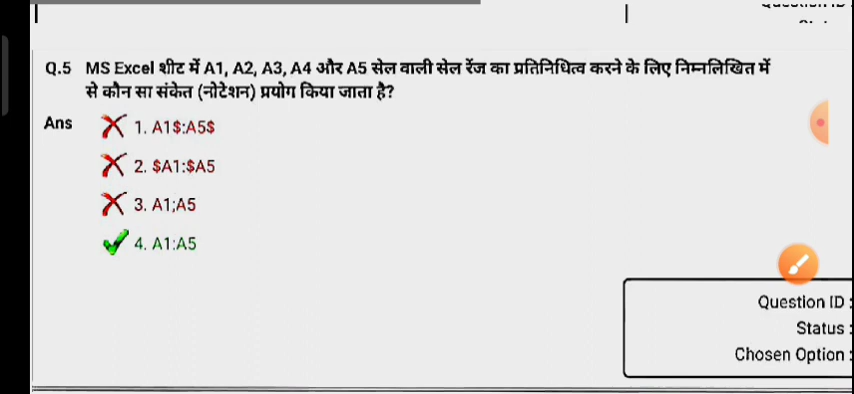 Q.5 MS Excel शीट में A1, A2, A3, A4 और A5 सेल वाली सेल रेंज का प्रतिनिधित्व करने के लिए निम्नलिखित में
से कौन सा संकेत (नोटेशन) प्रयोग किया जाता है?
Ans 1. A1$:A5$
2. $A1:$A5
3. A1;A5
4. A1:A5
Question ID :
Status :
Chosen Option :